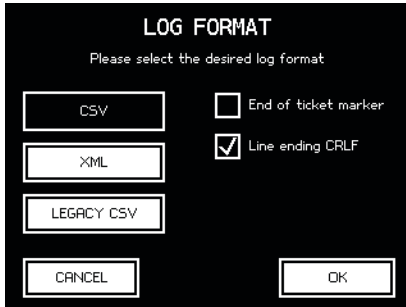 LOG FORMAT
Please select the desired log format
CSV
End of ticket marker
XML
Line ending CRLF
LEGACY CSV
CANCEL
OK